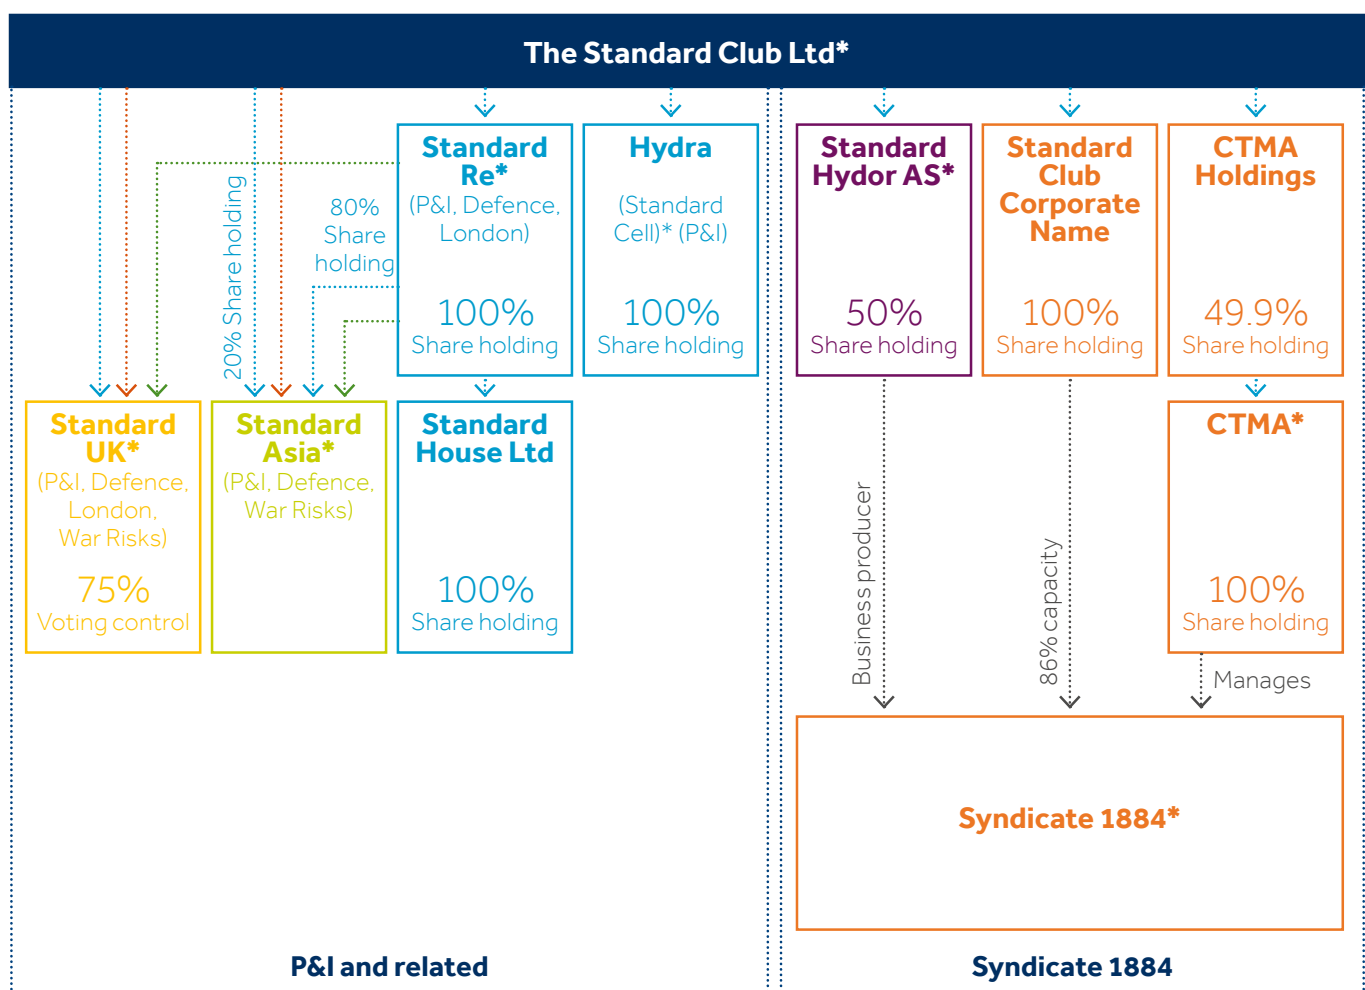 The Standard Club Ltd*
Standard
Re*
(P&I, Defence,
London)
100%
Share holding
Hydra
(Standard
Cell)* (P&I)
100%
Share holding
Standard
Hydor AS*
50%
Share holding
Standard
Club
Corporate
Name
100%
Share holding
CTMA
Holdings
49.9%
Share holding
20% Share holding
80%
Share
holding
Standard
UK*
(P&I, Defence,
London,
War Risks)
75%
Voting control
Standard
Asia*
(P&I, Defence,
War Risks)
Standard
House Ltd
100%
Share holding
CTMA*
100%
Share holding
Business producer
86% capacity
Manages
Syndicate 1884*
P&I and related
Syndicate 1884